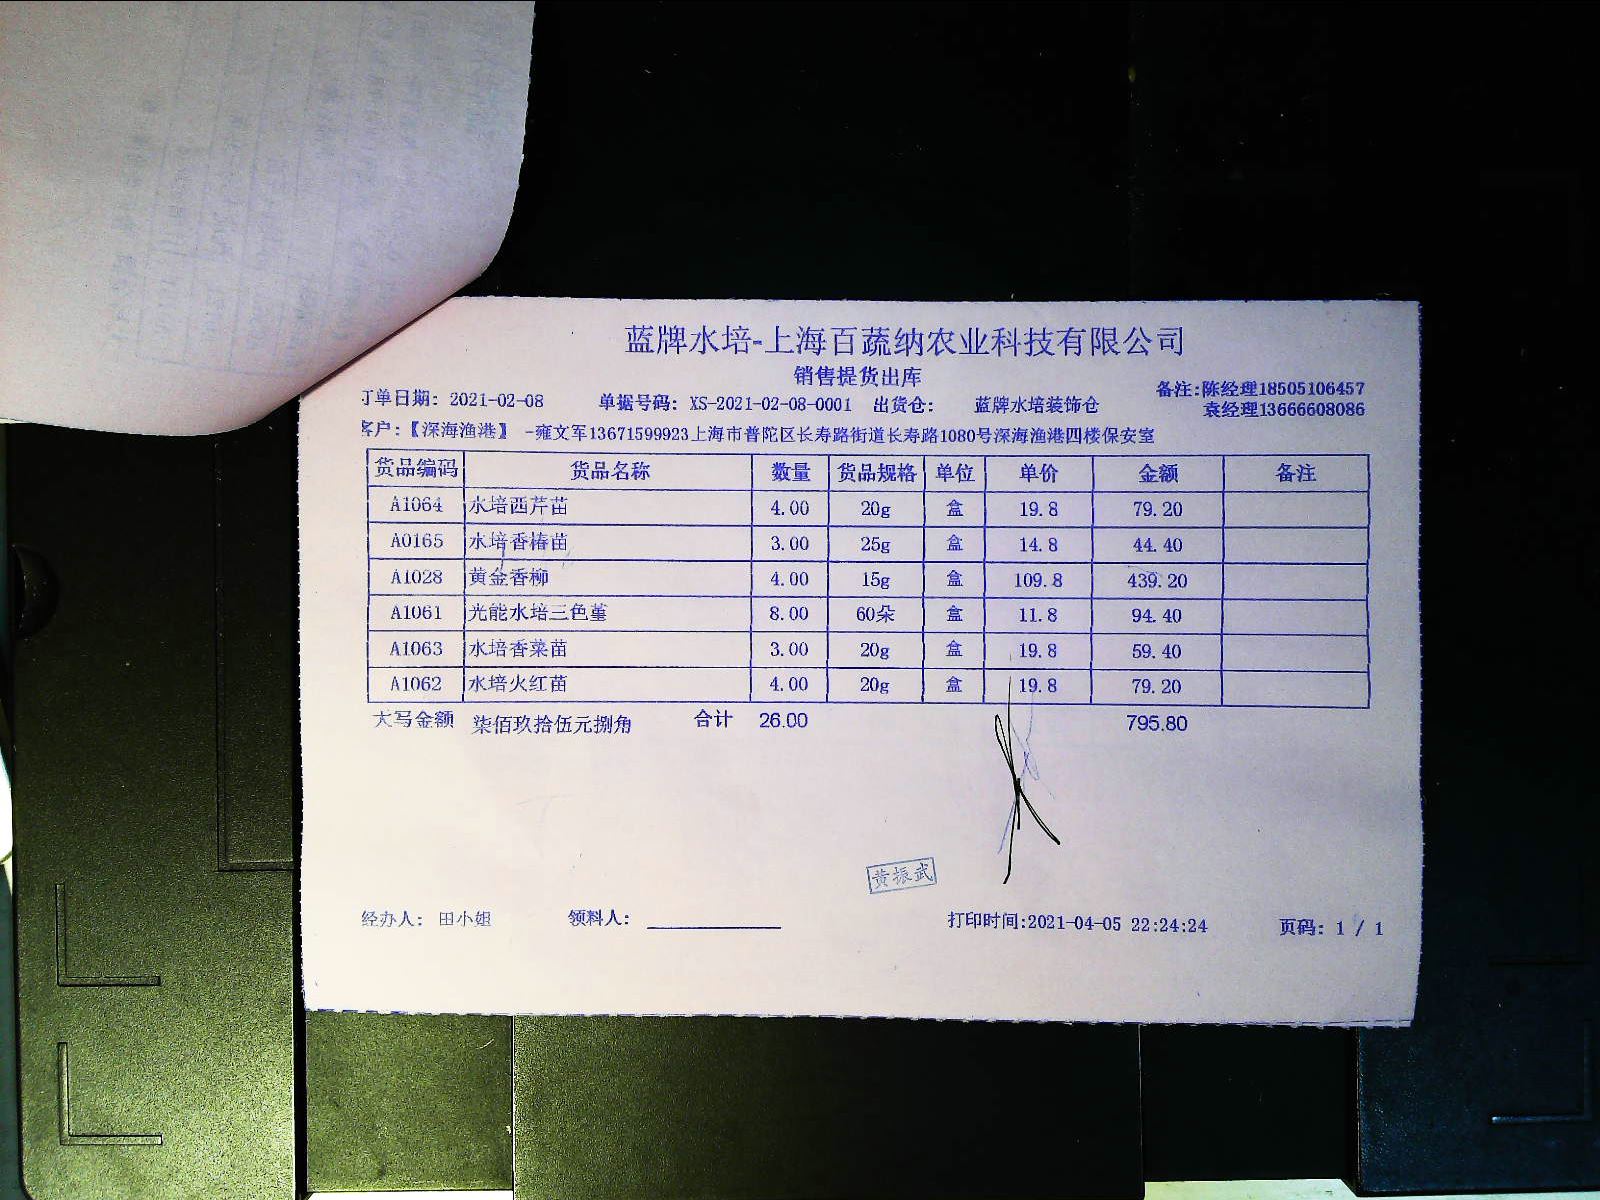 蓝牌水培-上海百蔬纳农业科技有限公司
销售提货出库
备注:陈经理18505106457
袁经理13666608086
订单日期: 2021-02-08 单据号码: XS-2021-02-08-0001 出货仓: 蓝牌水培装饰仓
客户:【深海渔港】 -雍文军13671599923上海市普陀区长寿路街道长寿路1080号深海渔港四楼保安室
货品编码 货品名称 数量 货品规格 单位 单价 金额 备注
A1064 水培西芹苗 4.00 20g 盒 19.8 79.20
A0165 水培香椿苗 3.00 25g 盒 14.8 44.40
A1028 黄金香柳 4.00 15g 盒 109.8 439.20
A1061 光能水培三色堇 8.00 60朵 盒 11.8 94.40
A1063 水培香菜苗 3.00 20g 盒 19.8 59.40
A1062 水培火红苗 4.00 20g 盒 19.8 79.20
大写金额 柒佰玖拾伍元捌角 合计 26.00 795.80
黄振武
经办人: 田小姐 领料人: 打印时间:2021-04-05 22:24:24 页码: 1 / 1